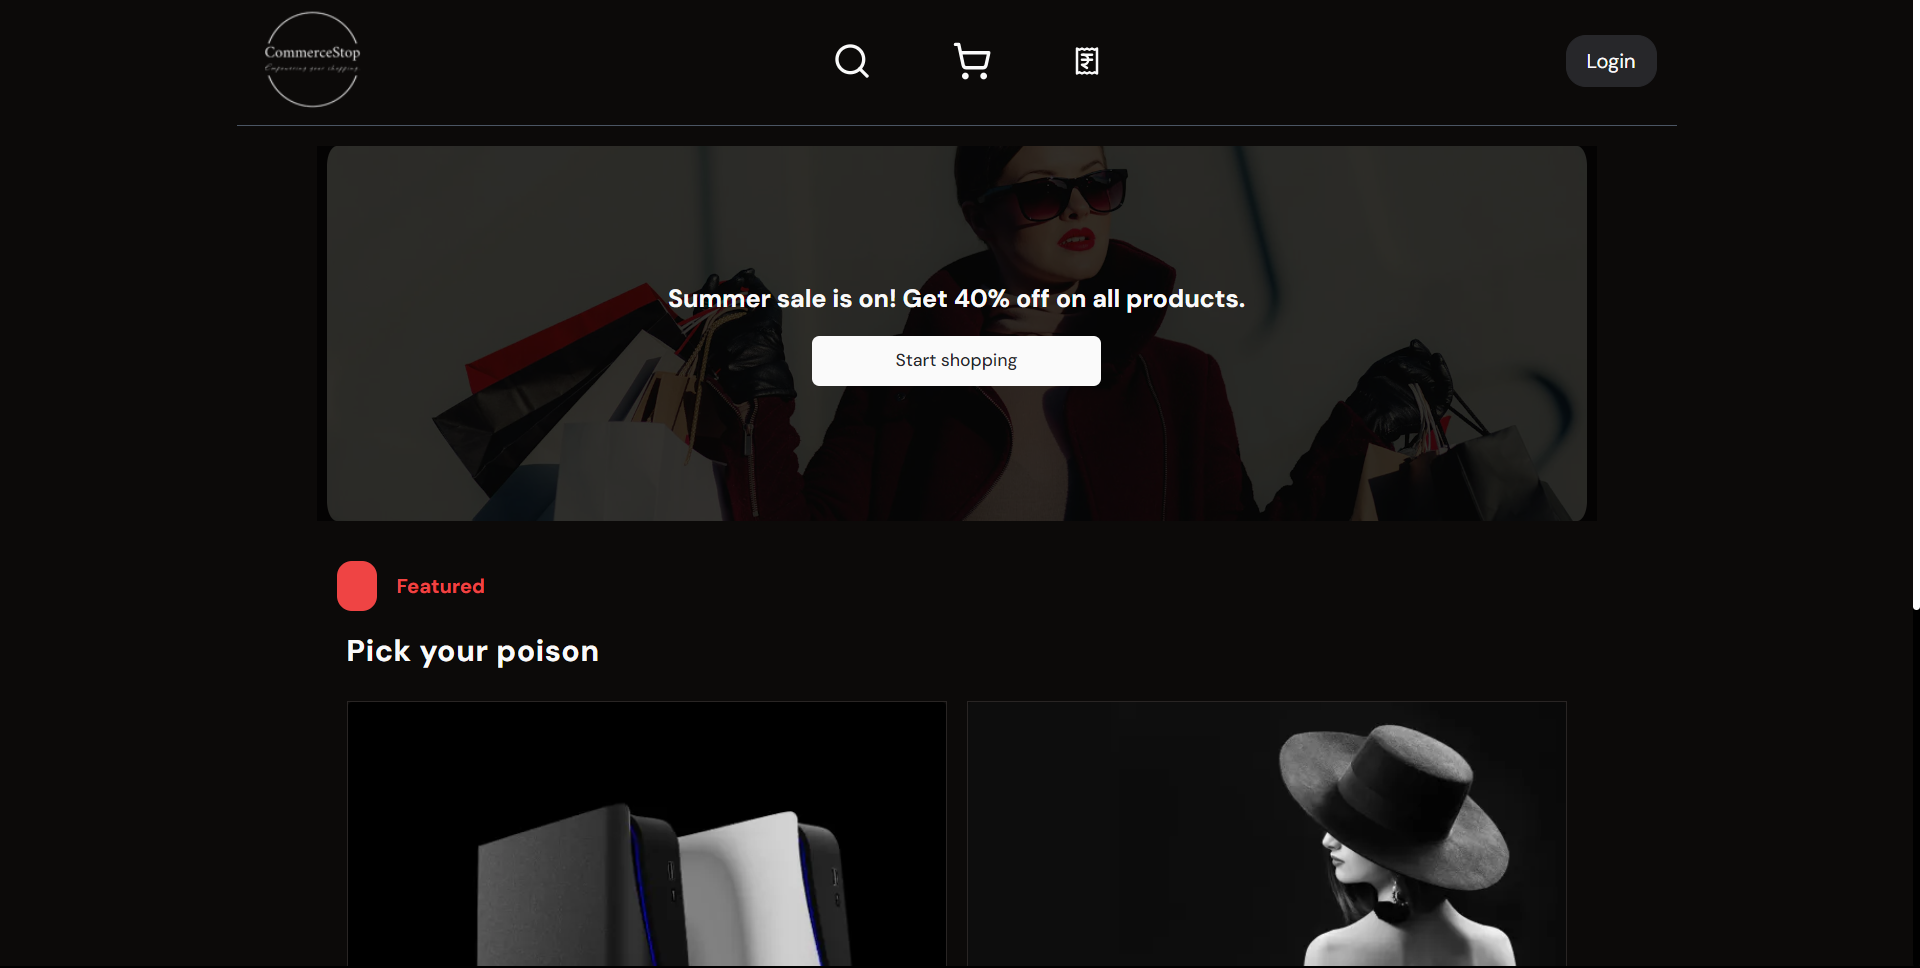 CommerceStop
Empowering your shopping
Login
Summer sale is on! Get 40% off on all products.
Start shopping
Featured
Pick your poison